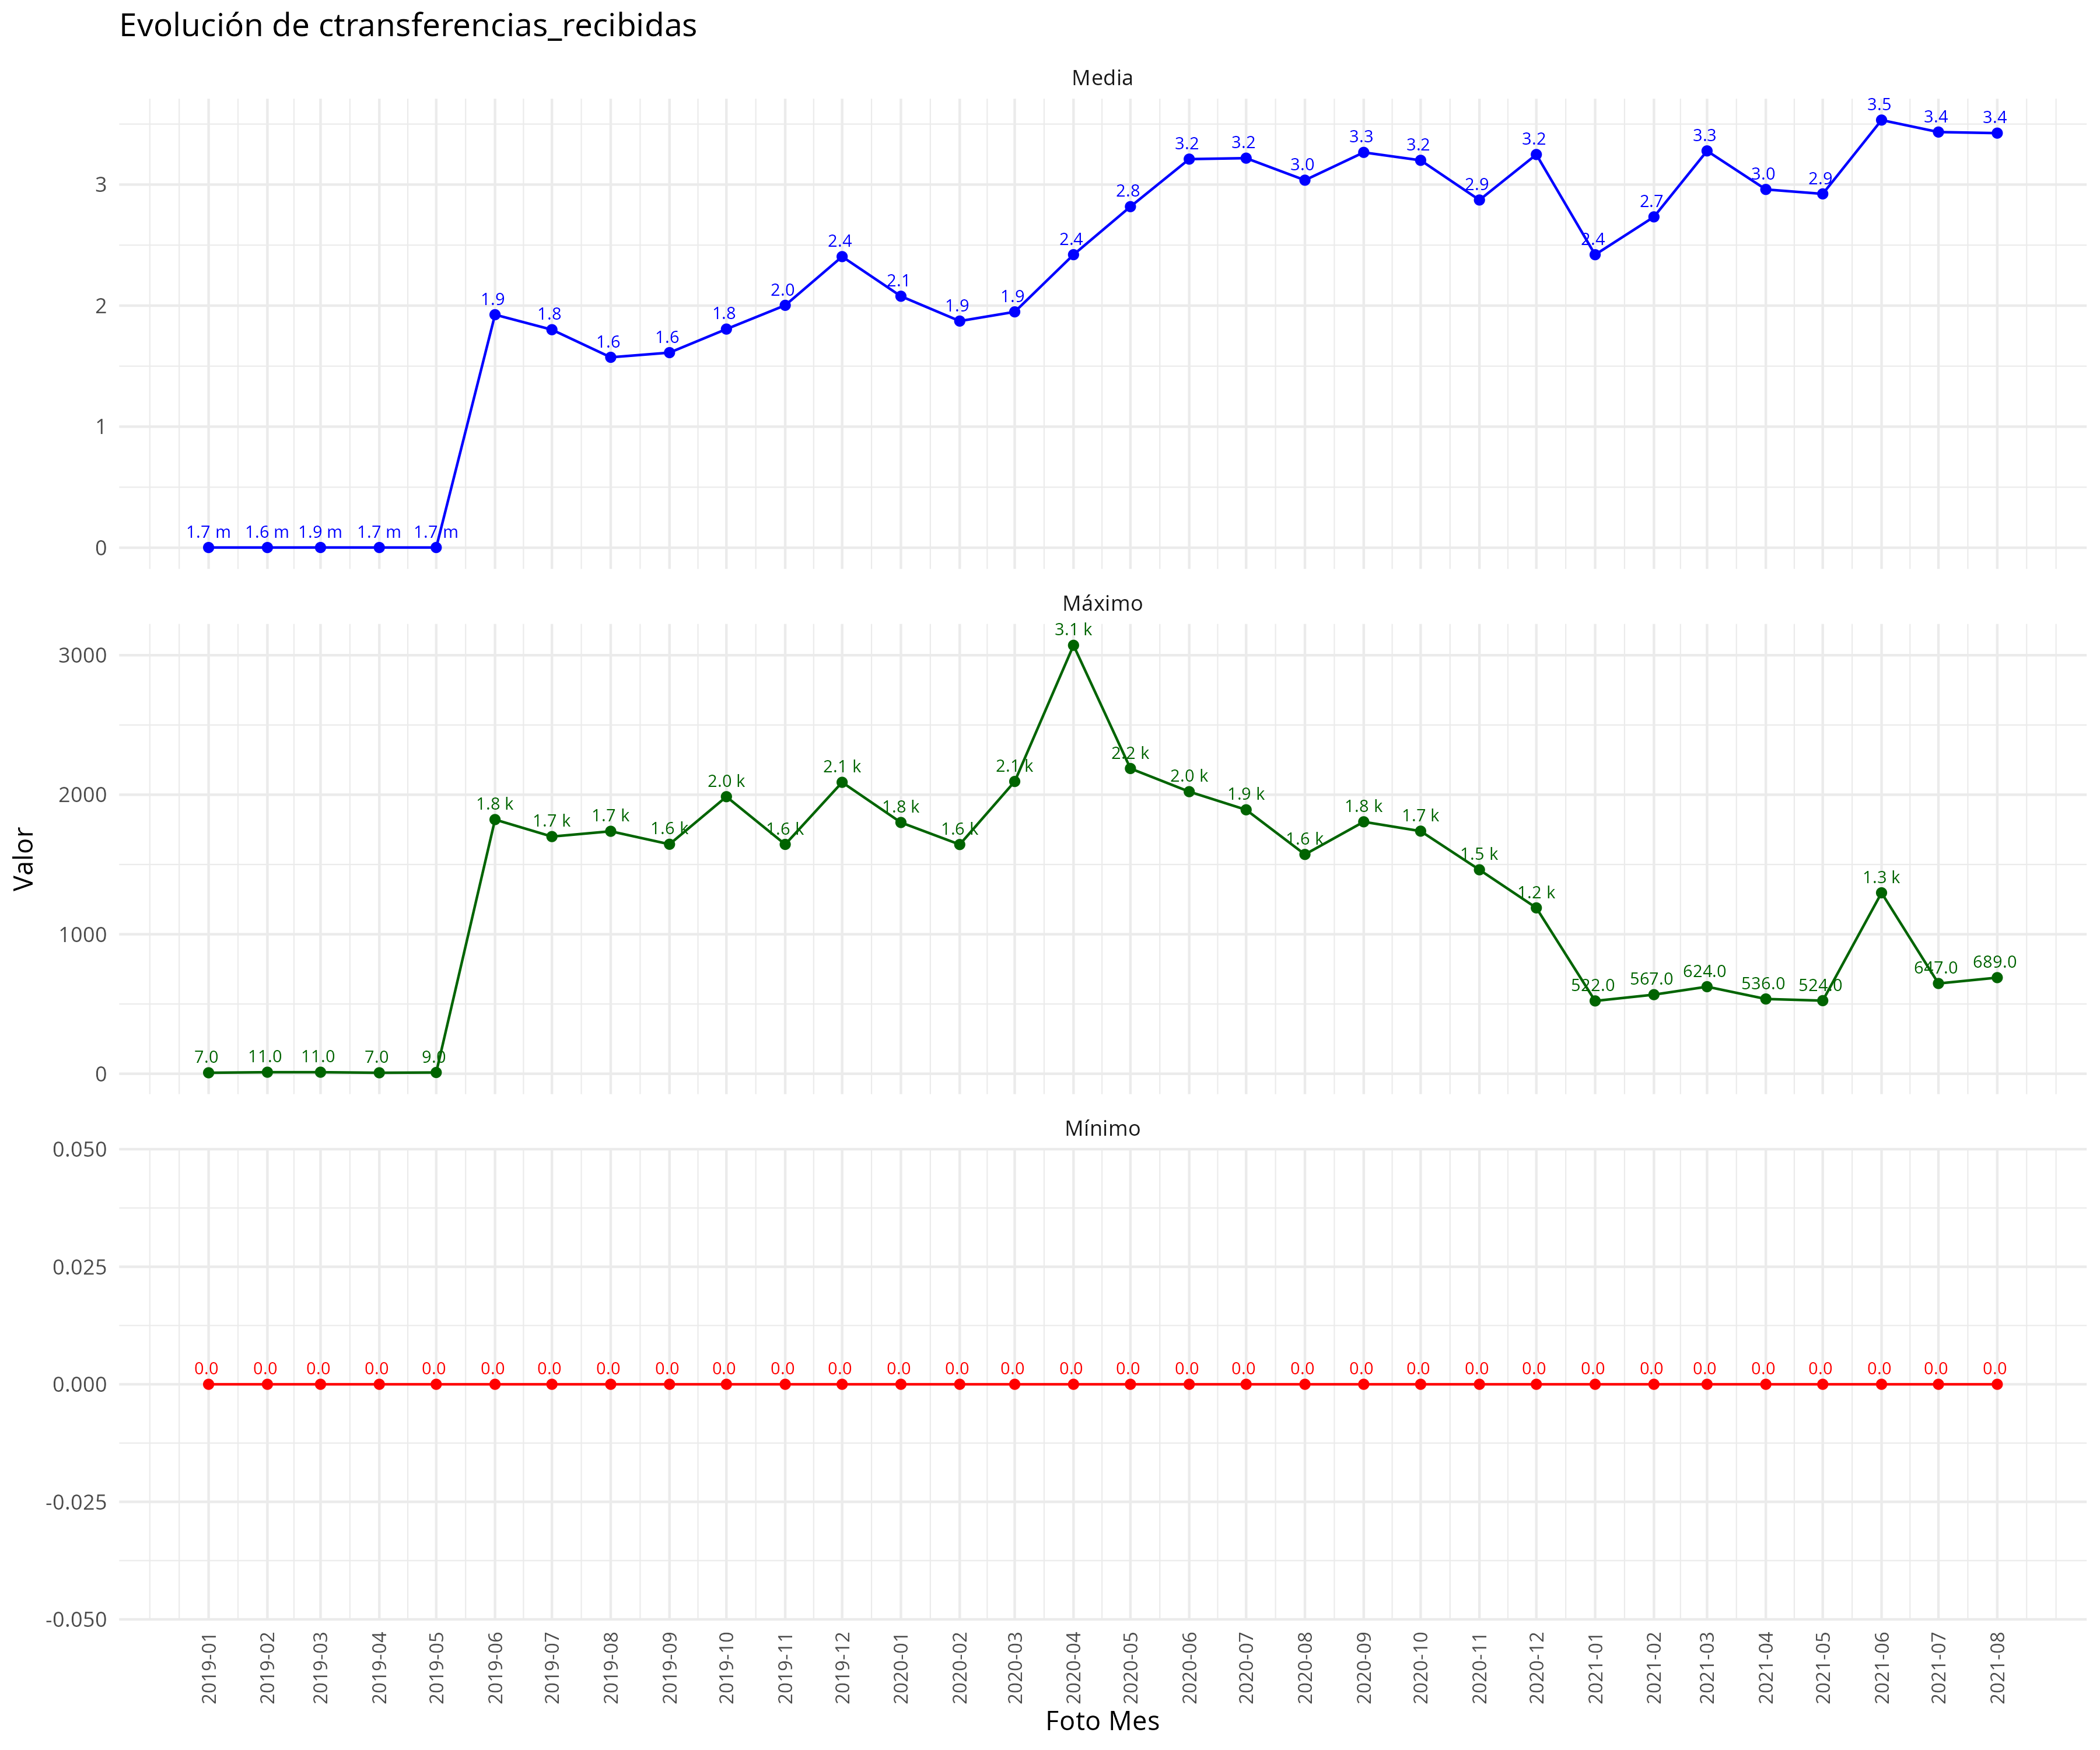 Evolución de ctransferencias_recibidas
Media
3
2
1
0
1.7 m 1.6 m 1.9 m 1.7 m 1.7 m 1.9 1.8 1.6 1.6 1.8 2.0 2.4 2.1 1.9 1.9 2.4 2.8 3.2 3.2 3.0 3.3 3.2 2.9 3.2 2.4 2.7 3.3 3.0 2.9 3.5 3.4 3.4
Máximo
3000
2000
1000
0
7.0 11.0 11.0 7.0 9.0 1.8 k 1.7 k 1.7 k 1.6 k 2.0 k 1.6 k 2.1 k 1.8 k 1.6 k 2.1 k 3.1 k 2.2 k 2.0 k 1.9 k 1.6 k 1.8 k 1.7 k 1.5 k 1.2 k 522.0 567.0 624.0 536.0 524.0 1.3 k 647.0 689.0
Valor
Mínimo
0.050
0.025
0.000
-0.025
-0.050
0.0 0.0 0.0 0.0 0.0 0.0 0.0 0.0 0.0 0.0 0.0 0.0 0.0 0.0 0.0 0.0 0.0 0.0 0.0 0.0 0.0 0.0 0.0 0.0 0.0 0.0 0.0 0.0 0.0 0.0 0.0 0.0
2019-01 2019-02 2019-03 2019-04 2019-05 2019-06 2019-07 2019-08 2019-09 2019-10 2019-11 2019-12 2020-01 2020-02 2020-03 2020-04 2020-05 2020-06 2020-07 2020-08 2020-09 2020-10 2020-11 2020-12 2021-01 2021-02 2021-03 2021-04 2021-05 2021-06 2021-07 2021-08
Foto Mes